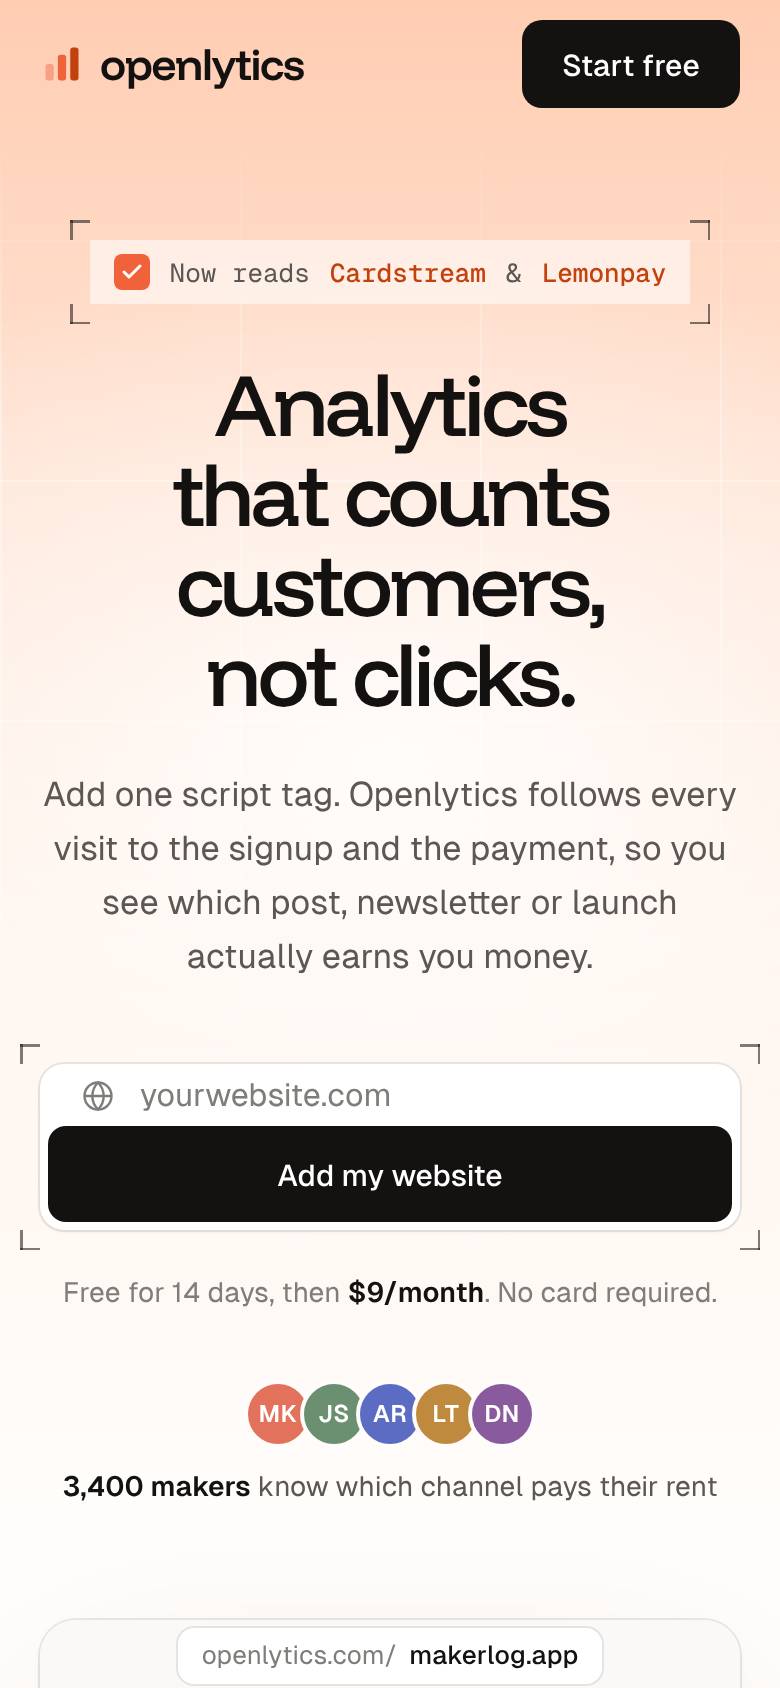 openlytics
Start free
Now reads Cardstream & Lemonpay
Analytics
that counts
customers,
not clicks.
Add one script tag. Openlytics follows every
visit to the signup and the payment, so you
see which post, newsletter or launch
actually earns you money.
yourwebsite.com
Add my website
Free for 14 days, then $9/month. No card required.
MK JS AR LT DN
3,400 makers know which channel pays their rent
openlytics.com/ makerlog.app